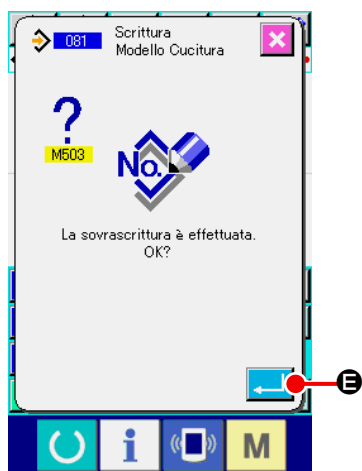 081 Scrittura
Modello Cucitura
?
M503
No.
La sovrascrittura è effettuata.
OK?
E
i
M